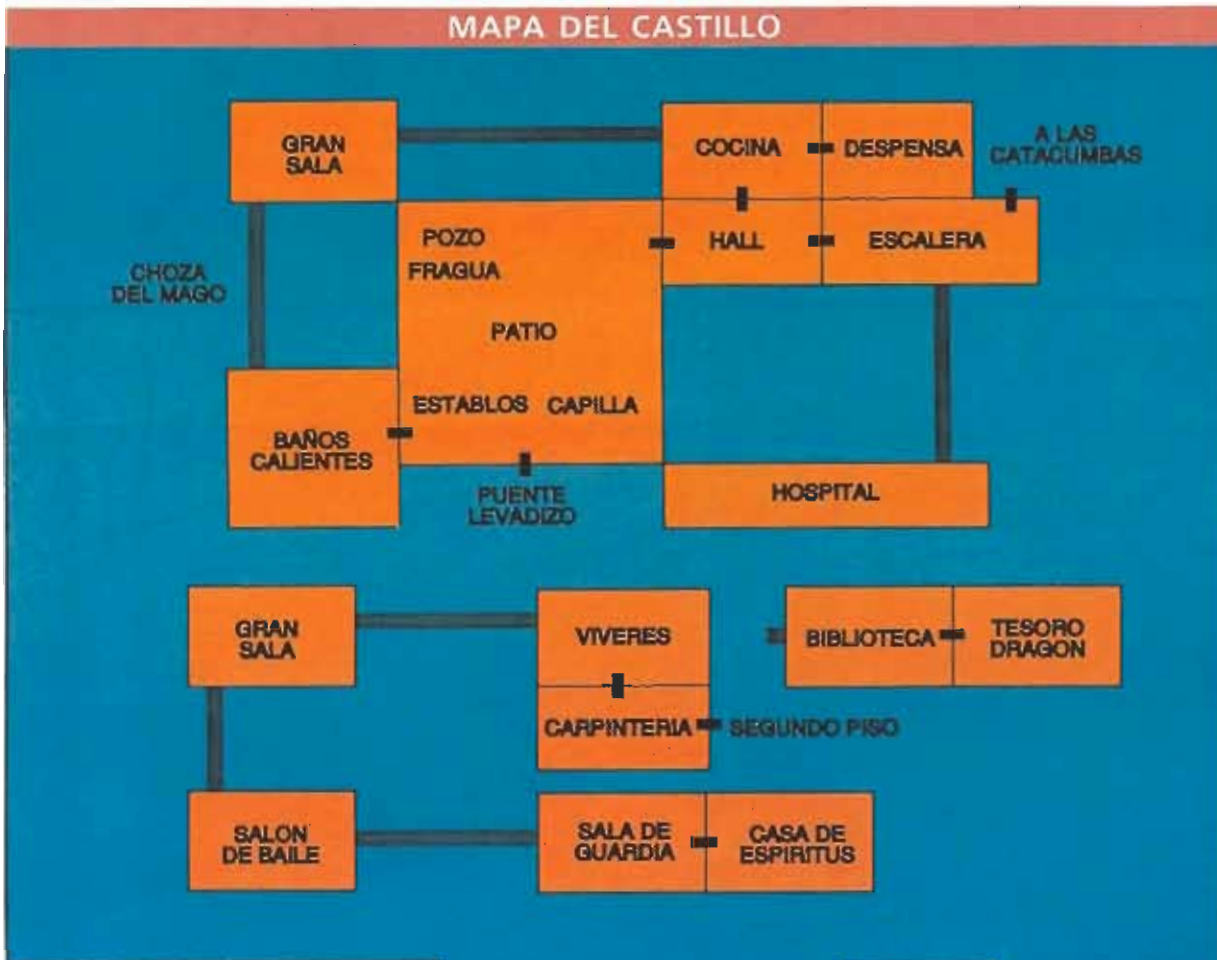 MAPA DEL CASTILLO
GRAN
SALA
COCINA
DESPENSA
A LAS
CATACUMBAS
POZO
FRAGUA
HALL
ESCALERA
CHOZA
DEL MAGO
PATIO
ESTABLOS
CAPILLA
BAÑOS
CALIENTES
PUENTE
LEVADIZO
HOSPITAL
GRAN
SALA
VIVERES
BIBLIOTECA
TESORO
DRAGON
CARPINTERIA
SEGUNDO PISO
SALON
DE BAILE
SALA DE
GUARDIA
CASA DE
ESPIRITUS